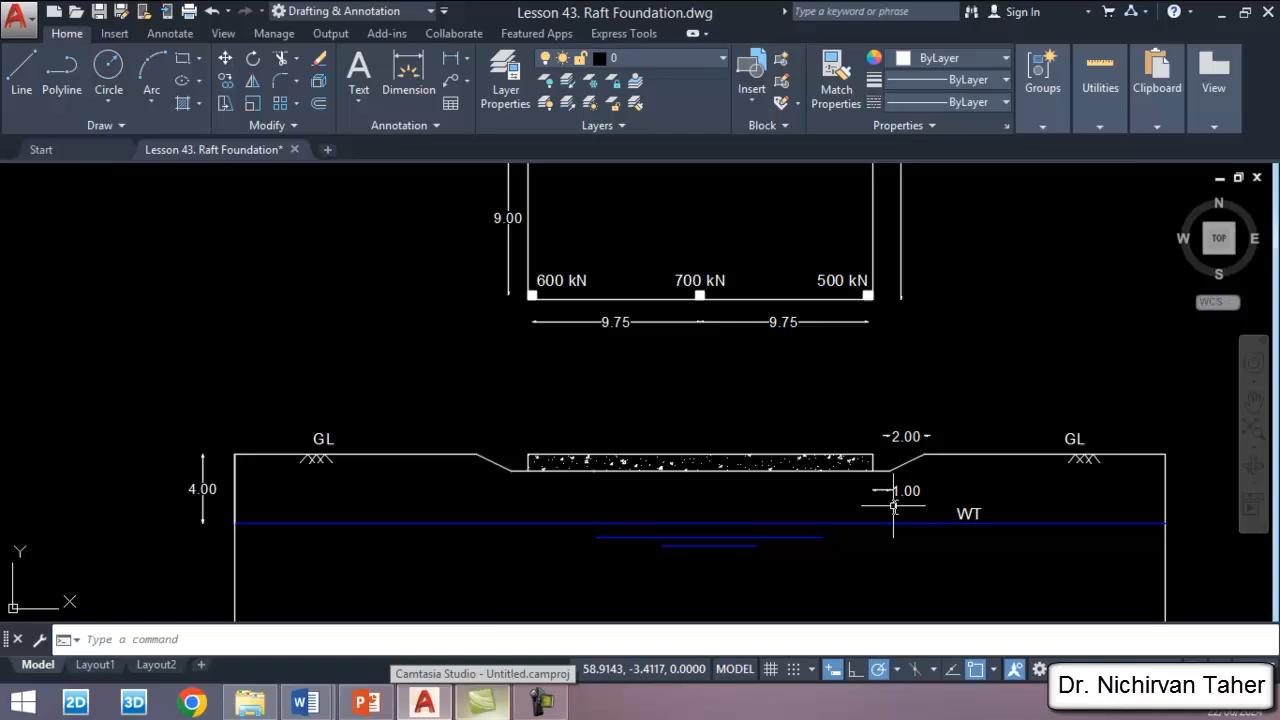 Drafting & Annotation
Lesson 43. Raft Foundation.dwg
Type a keyword or phrase
Sign In
Home Insert Annotate View Manage Output Add-ins Collaborate Featured Apps Express Tools
Line Polyline Circle Arc
Text Dimension
Layer Properties
0
Insert
Match Properties
ByLayer
ByLayer
ByLayer
Groups Utilities Clipboard View
Draw Modify Annotation Layers Block Properties
Start Lesson 43. Raft Foundation*
N
W TOP E
S
WCS
9.00
600 kN 700 kN 500 kN
9.75 9.75
GL 2.00 GL
4.00 1.00
WT
Y
X
Type a command
Model Layout1 Layout2
Camtasia Studio - Untitled.camproj
58.9143, -3.4117, 0.0000 MODEL
2D 3D
Dr. Nichirvan Taher